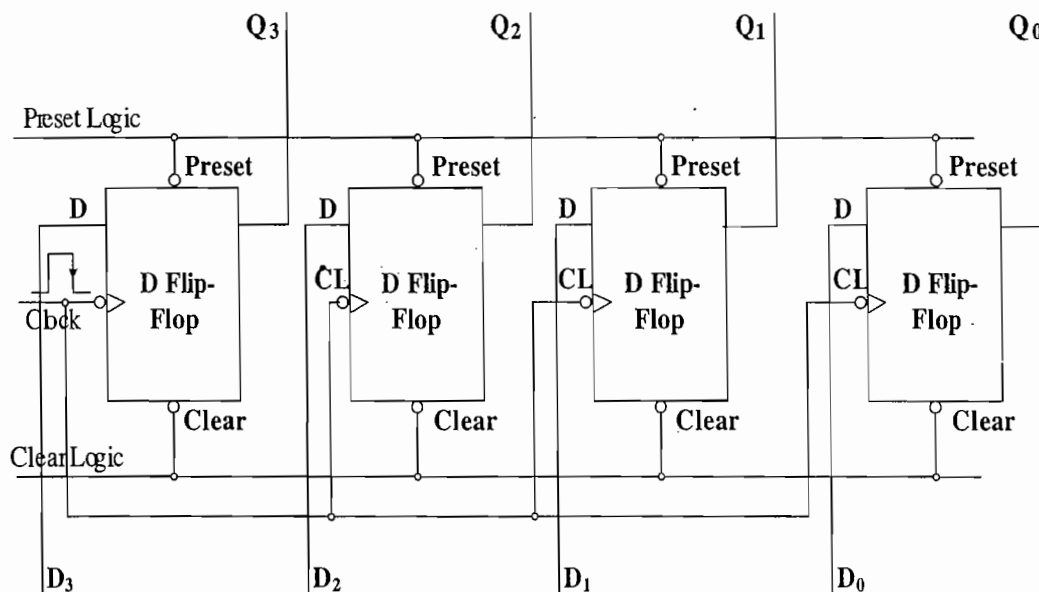 Q3 Q2 Q1 Q0
Preset Logic
Preset Preset Preset Preset
D D D D
CL CL CL
D Flip-Flop D Flip-Flop D Flip-Flop D Flip-Flop
Clock
Clear Clear Clear Clear
Clear Logic
D3 D2 D1 D0